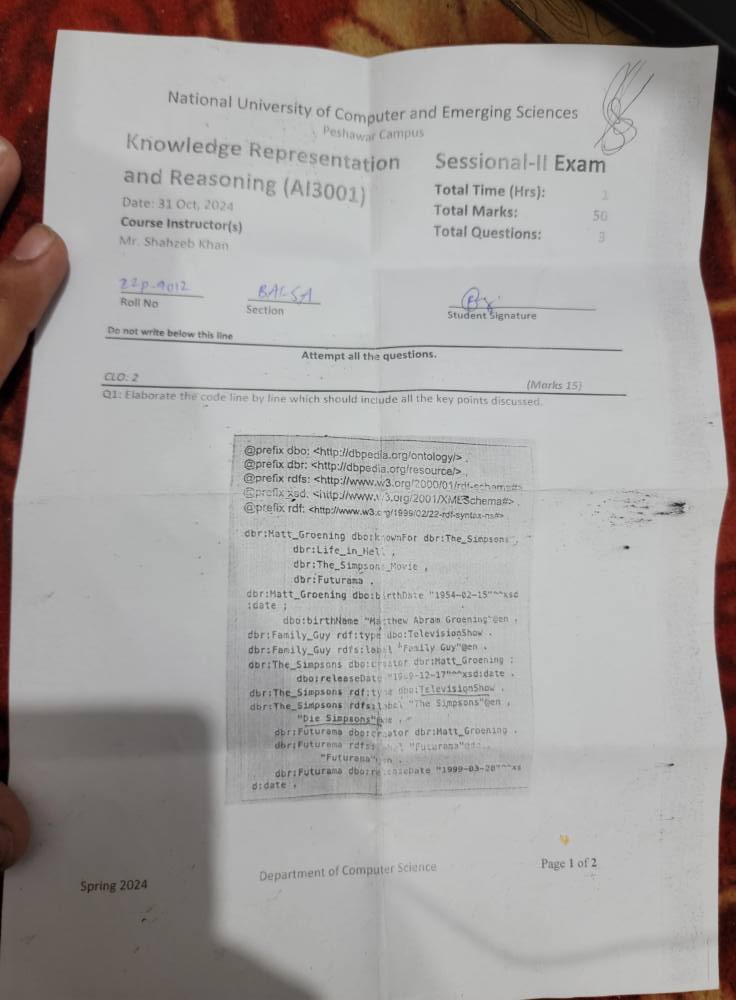 National University of Computer and Emerging Sciences
Peshawar Campus
Knowledge Representation
and Reasoning (AI3001)
Date: 31 Oct, 2024
Course Instructor(s)
Mr. Shahzeb Khan
Sessional-II Exam
Total Time (Hrs): 1
Total Marks: 50
Total Questions: 3
22p-9012
Roll No
Section
Student Signature
Do not write below this line
Attempt all the questions.
CLO: 2
(Marks 15)
Q1: Elaborate the code line by line which should include all the key points discussed.
@prefix dbo: <http://dbpedia.org/ontology/> .
@prefix dbr: <http://dbpedia.org/resource/> .
@prefix rdfs: <http://www.w3.org/2000/01/rdf-schema#> .
@prefix xsd: <http://www.w3.org/2001/XMLSchema#> .
@prefix rdf: <http://www.w3.org/1999/02/22-rdf-syntax-ns#>
dbr:Matt_Groening dbo:knownFor dbr:The_Simpsons ,
dbr:Life_in_Hell ,
dbr:The_Simpsons_Movie ,
dbr:Futurama .
dbr:Matt_Groening dbo:birthDate "1954-02-15"^^xsd
:date ;
dbo:birthName "Matthew Abram Groening"@en .
dbr:Family_Guy rdf:type dbo:TelevisionShow .
dbr:Family_Guy rdfs:label "Family Guy"@en .
dbr:The_Simpsons dbo:creator dbr:Matt_Groening ;
dbo:releaseDate "1989-12-17"^^xsd:date .
dbr:The_Simpsons rdf:type dbo:TelevisionShow .
dbr:The_Simpsons rdfs:label "The Simpsons"@en ,
"Die Simpsons"@de .
dbr:Futurama dbo:creator dbr:Matt_Groening .
dbr:Futurama rdfs:label "Futurama"@de ,
"Futurama"@en .
dbr:Futurama dbo:releaseDate "1999-03-28"^^xs
d:date .
Spring 2024
Department of Computer Science
Page 1 of 2